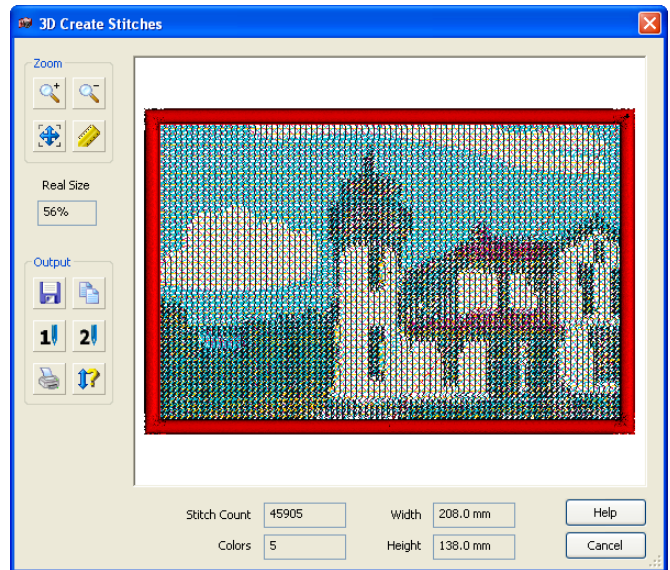 3D Create Stitches
Zoom
Real Size
56%
Output
1
2
?
Stitch Count 45905 Width 208.0 mm Help
Colors 5 Height 138.0 mm Cancel